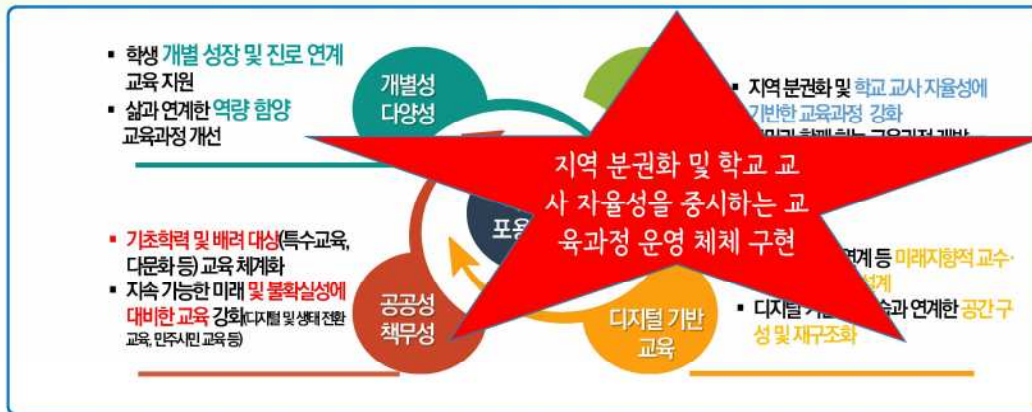 ▪ 학생 개별 성장 및 진로 연계
교육 지원
▪ 삶과 연계한 역량 함양
교육과정 개선
개별성
다양성
▪ 지역 분권화 및 학교 교사 자율성에
기반한 교육과정 강화
교육과정 개발
지역 분권화 및 학교 교
사 자율성을 중시하는 교
육과정 운영 체제 구현
포용
▪ 기초학력 및 배려 대상(특수교육,
다문화 등) 교육 체계화
▪ 지속 가능한 미래 및 불확실성에
대비한 교육 강화(디지털 및 생태 전환
교육, 민주시민 교육 등)
공공성
책무성
디지털 기반
교육
등 미래지향적 교수·
▪ 디지털 연계한 공간 구
성 및 재구조화